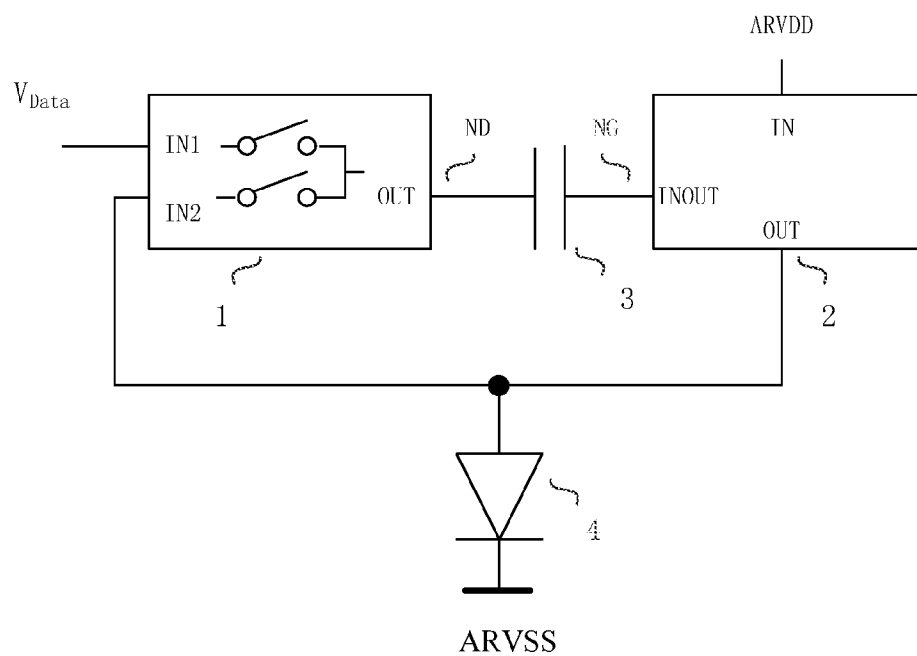 ARVDD
V_Data
ND
NG
IN
IN1
IN2
OUT
INOUT
OUT
1
3
2
4
ARVSS